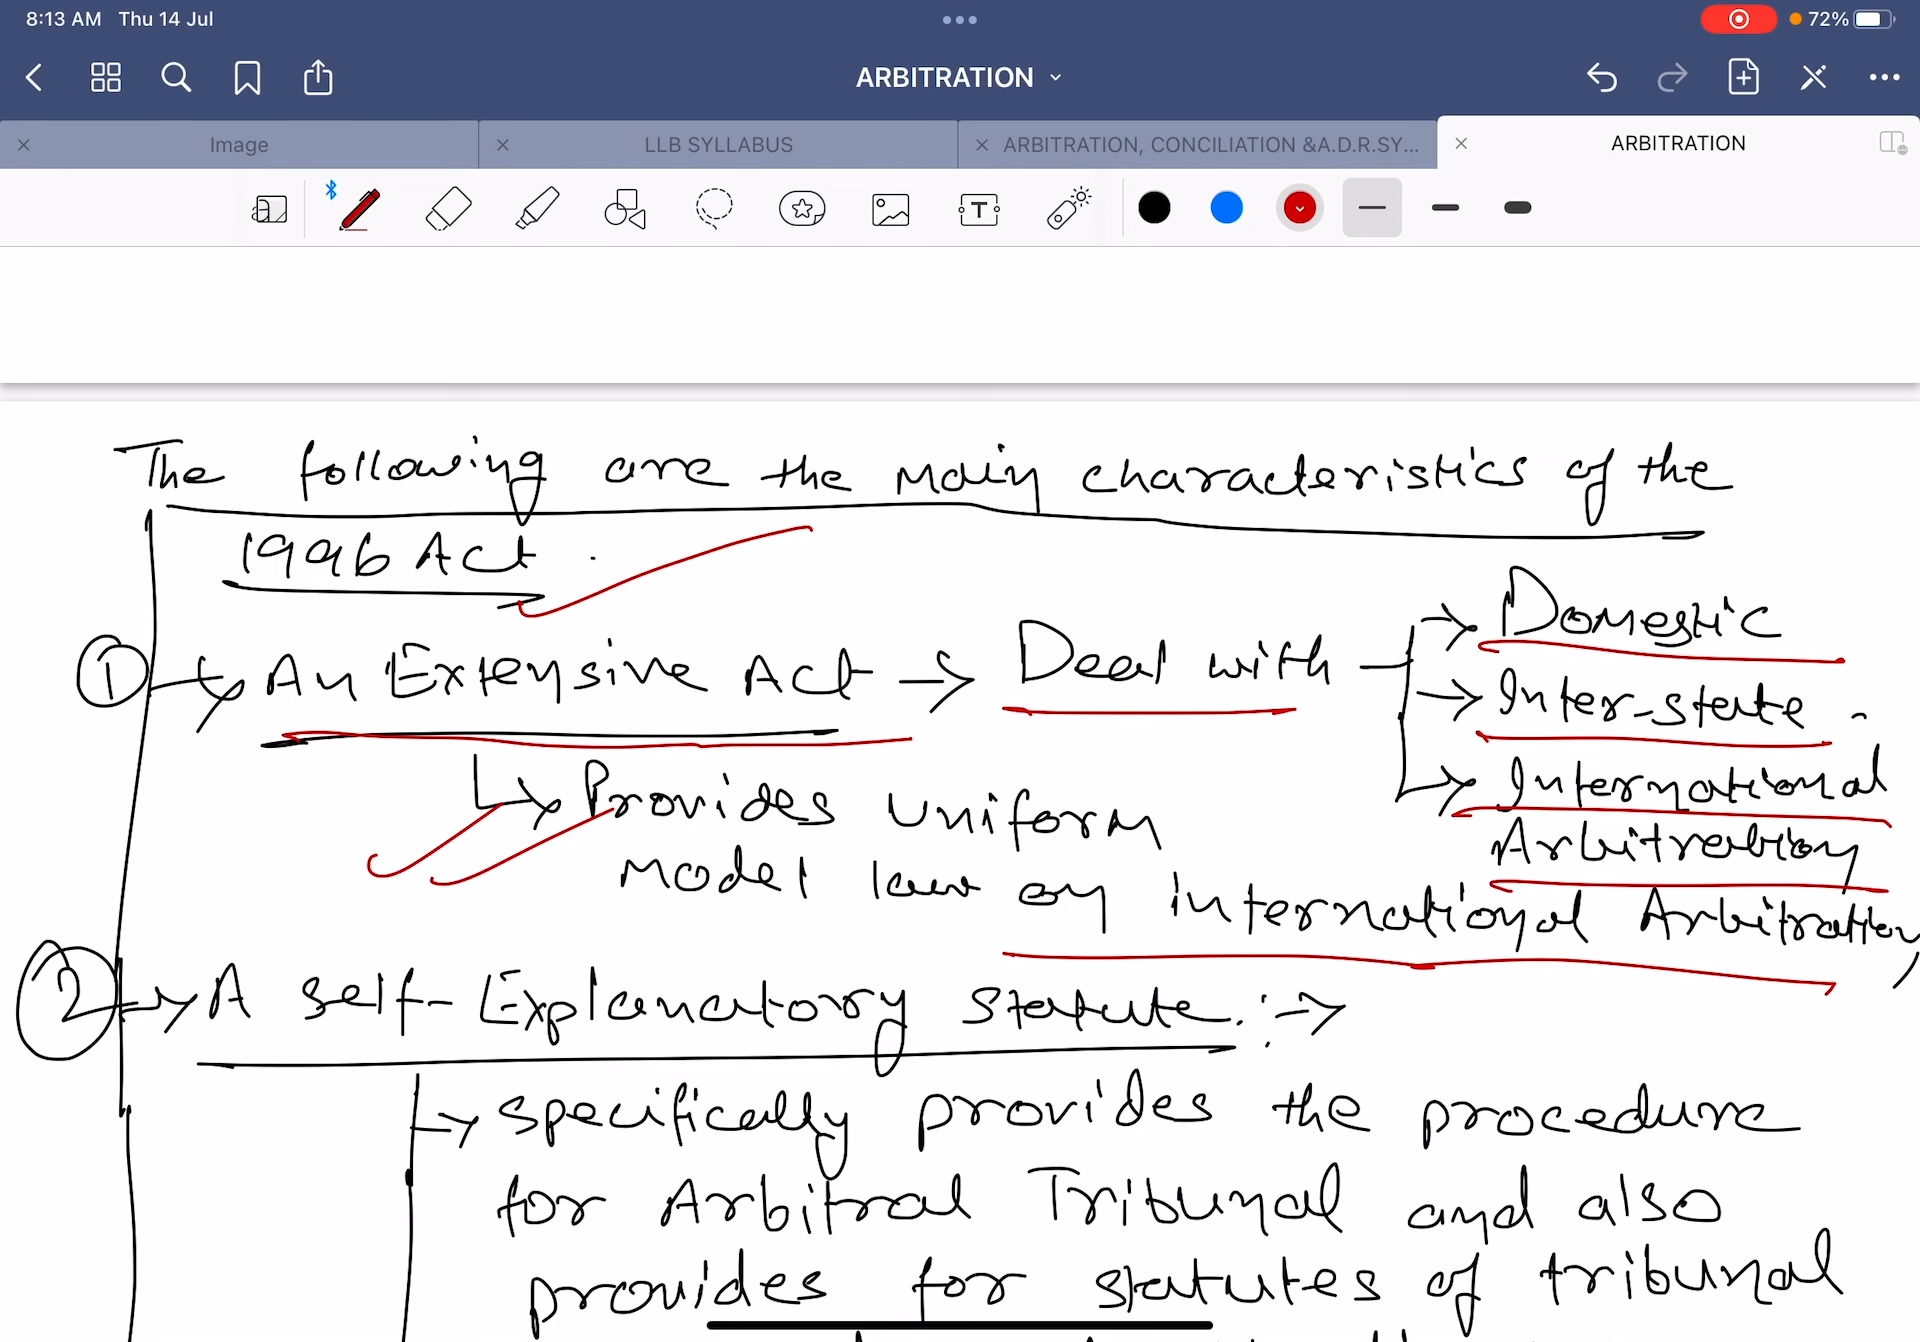 8:13 AM Thu 14 Jul
72%
ARBITRATION
Image
LLB SYLLABUS
ARBITRATION, CONCILIATION &A.D.R.SY...
ARBITRATION
The following are the main characteristics of the
1996 Act.
① An Extensive Act → Deal with → Domestic
→ Inter-state.
→ International
Arbitration
Provides uniform
model law on international Arbitration,
② A self-Explanatory statute :→
specifically provides the procedure
for Arbitral Tribunal and also
provides for statutes of tribunal